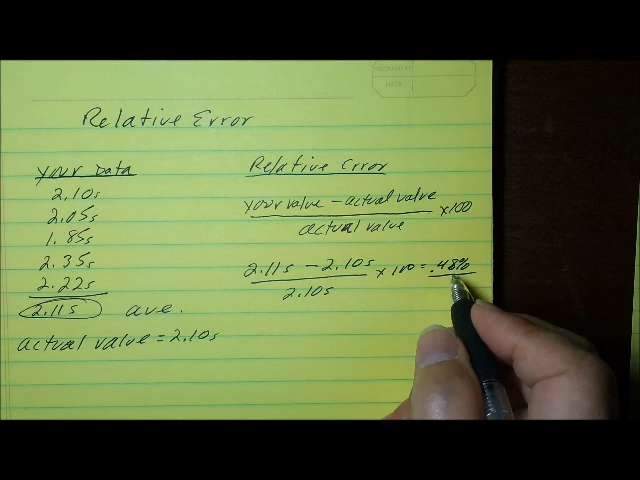 Relative Error
your Data
2.10s
2.05s
1.85s
2.35s
2.22s
2.11s ave.
actual value = 2.10s
Relative Error
your value - actual value
actual value
x100
2.11s - 2.10s
2.10s
x 100 = .48%
DATE